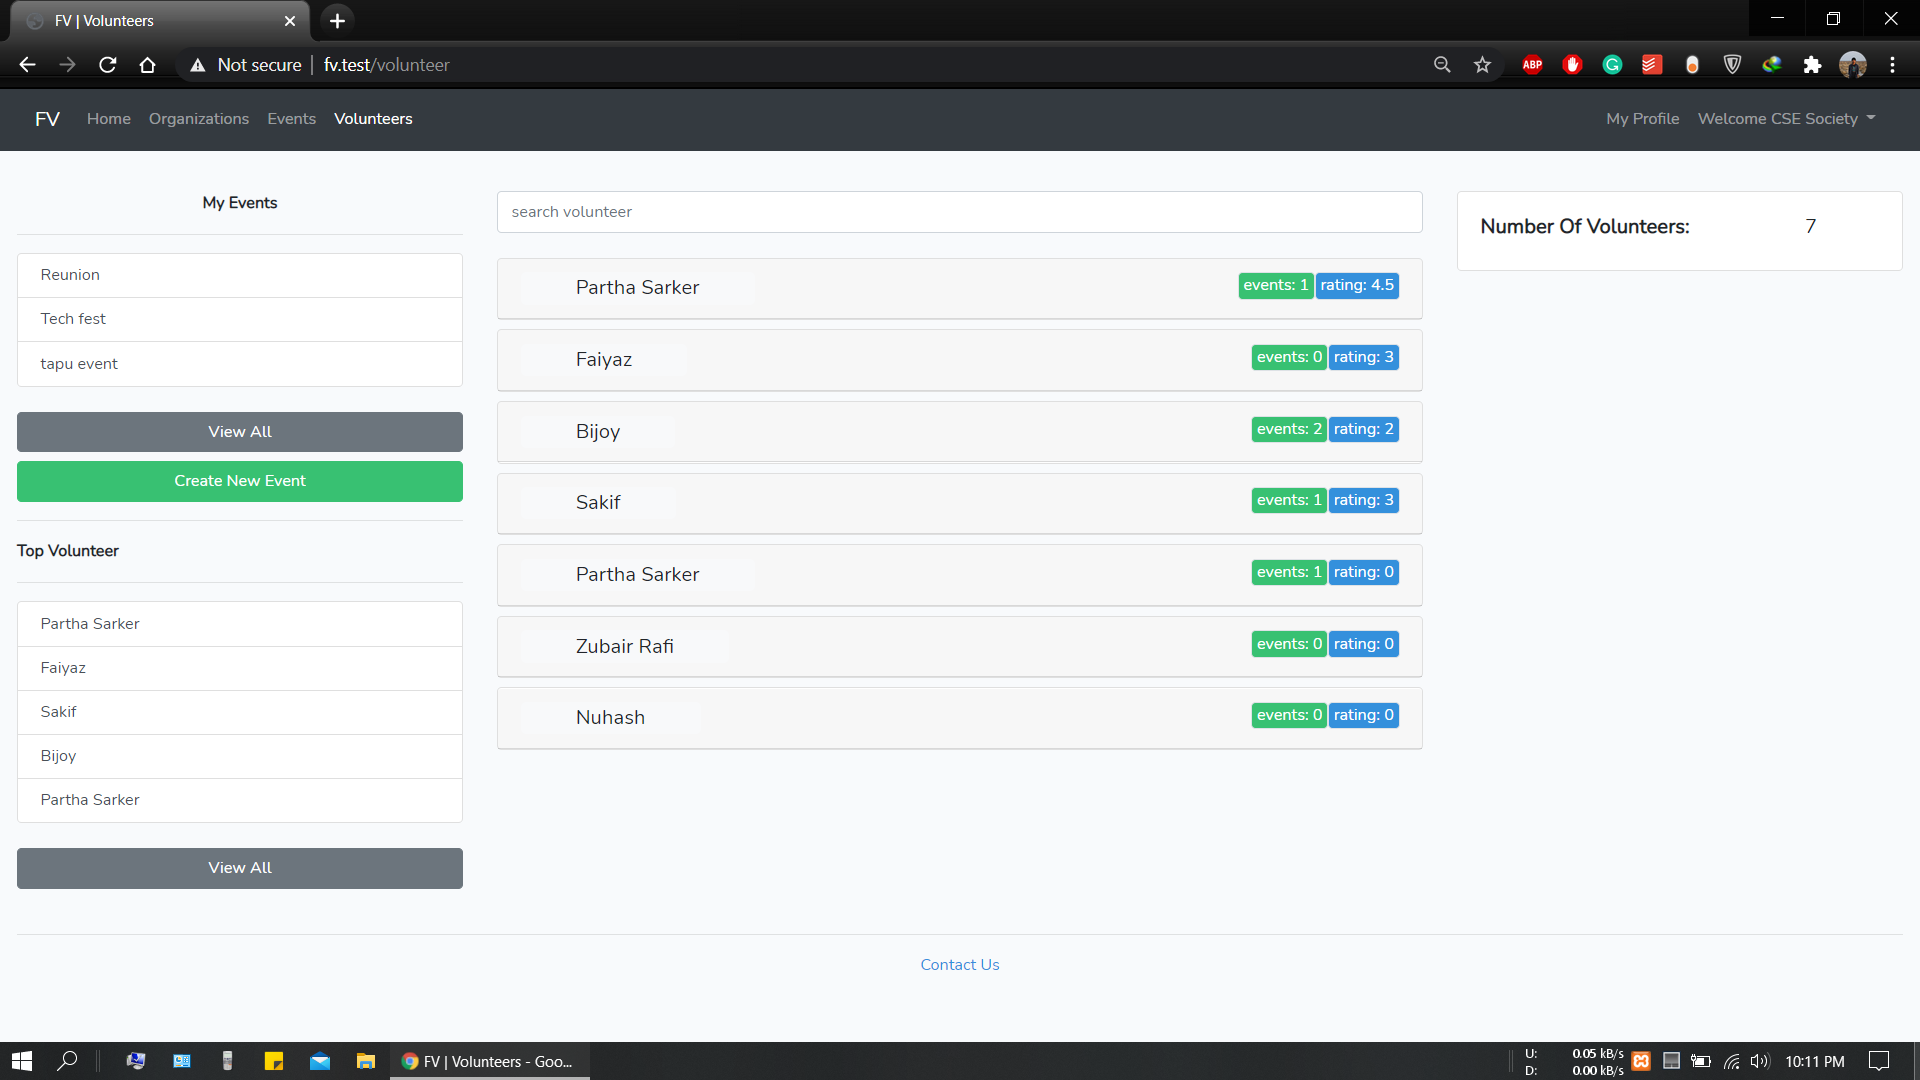 FV | Volunteers
Not secure | fv.test/volunteer
ABP
FV Home Organizations Events Volunteers My Profile Welcome CSE Society
My Events
Reunion
Tech fest
tapu event
View All
Create New Event
Top Volunteer
Partha Sarker
Faiyaz
Sakif
Bijoy
Partha Sarker
View All
search volunteer
Partha Sarker events: 1 rating: 4.5
Faiyaz events: 0 rating: 3
Bijoy events: 2 rating: 2
Sakif events: 1 rating: 3
Partha Sarker events: 1 rating: 0
Zubair Rafi events: 0 rating: 0
Nuhash events: 0 rating: 0
Number Of Volunteers: 7
Contact Us
FV | Volunteers - Goo...
U: 0.05 kB/s
D: 0.00 kB/s
10:11 PM